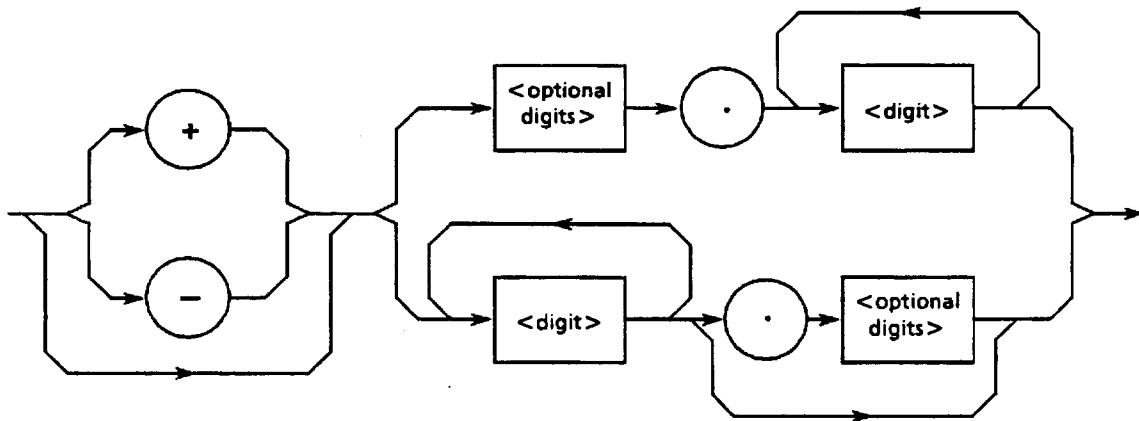 +
<optional
digits>
.
<digit>
−
<digit>
.
<optional
digits>